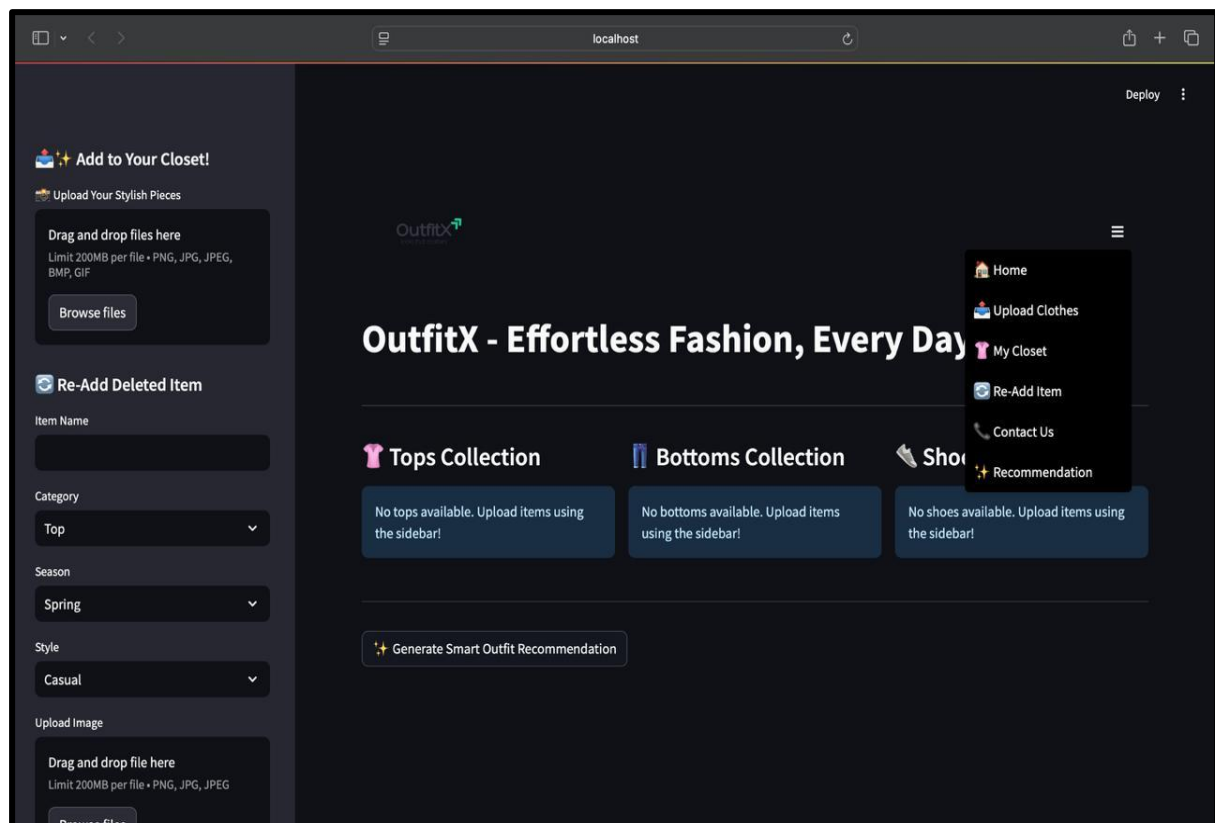 localhost
Deploy
Add to Your Closet!
Upload Your Stylish Pieces
Drag and drop files here
Limit 200MB per file • PNG, JPG, JPEG,
BMP, GIF
Browse files
Re-Add Deleted Item
Item Name
Category
Top
Season
Spring
Style
Casual
Upload Image
Drag and drop file here
Limit 200MB per file • PNG, JPG, JPEG
Browse files
OutfitX
Home
Upload Clothes
My Closet
Re-Add Item
Contact Us
Recommendation
OutfitX - Effortless Fashion, Every Day
Tops Collection
Bottoms Collection
No tops available. Upload items using
the sidebar!
No bottoms available. Upload items
using the sidebar!
No shoes available. Upload items using
the sidebar!
Generate Smart Outfit Recommendation